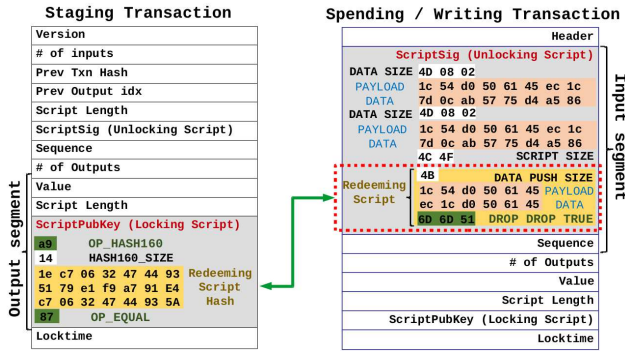 Staging Transaction
Version
# of inputs
Prev Txn Hash
Prev Output idx
Script Length
ScriptSig (Unlocking Script)
Sequence
# of Outputs
Value
Script Length
ScriptPubKey (Locking Script)
a9 OP_HASH160
14 HASH160_SIZE
1e c7 06 32 47 44 93 Redeeming
51 79 e1 f9 a7 91 E4 Script
c7 06 32 47 44 93 5A Hash
87 OP_EQUAL
Locktime
Output segment
Spending / Writing Transaction
Header
ScriptSig (Unlocking Script)
DATA SIZE 4D 08 02
PAYLOAD 1c 54 d0 50 61 45 ec 1c
DATA 7d 0c ab 57 75 d4 a5 86
DATA SIZE 4D 08 02
PAYLOAD 1c 54 d0 50 61 45 ec 1c
DATA 7d 0c ab 57 75 d4 a5 86
4C 4F SCRIPT SIZE
4B DATA PUSH SIZE
Redeeming 1c 54 d0 50 61 45 PAYLOAD
Script ec 1c d0 50 61 45 DATA
6D 6D 51 DROP DROP TRUE
Sequence
# of Outputs
Value
Script Length
ScriptPubKey (Locking Script)
Locktime
Input segment